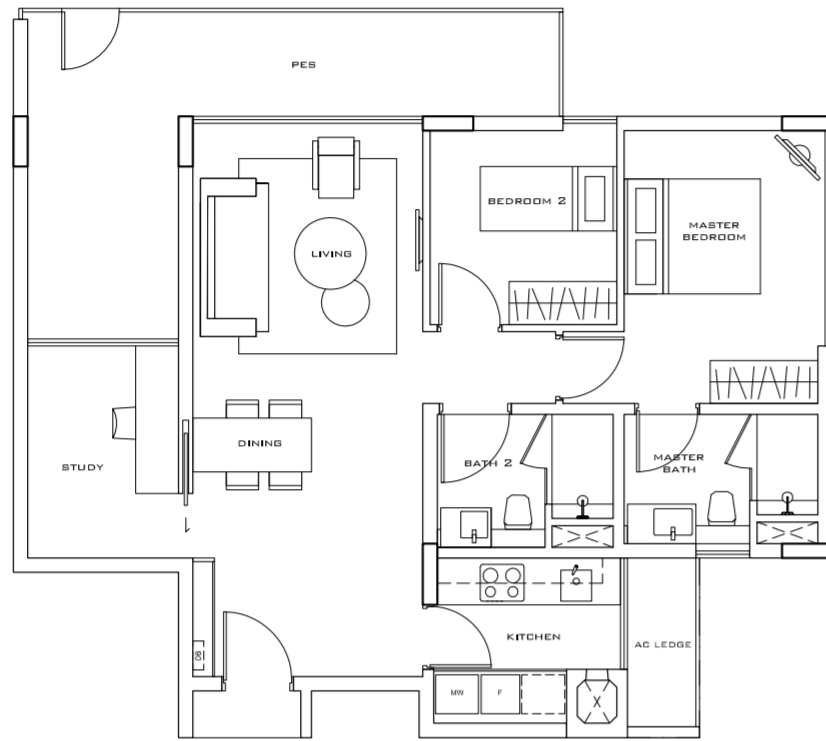 PES
BEDROOM 2
MASTER
BEDROOM
LIVING
DINING
STUDY
BATH 2
MASTER
BATH
KITCHEN
AC LEDGE
DB
MW
F